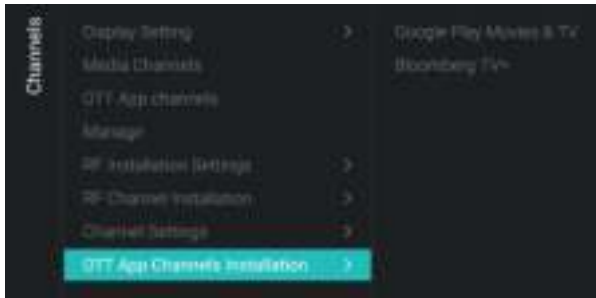 Channels
Display Setting
Media Channels
OTT App channels
Manage
RF Installation Settings
RF Channel Installation
Channel Settings
OTT App Channels Installation
Google Play Movies & TV
Bloomberg TV+